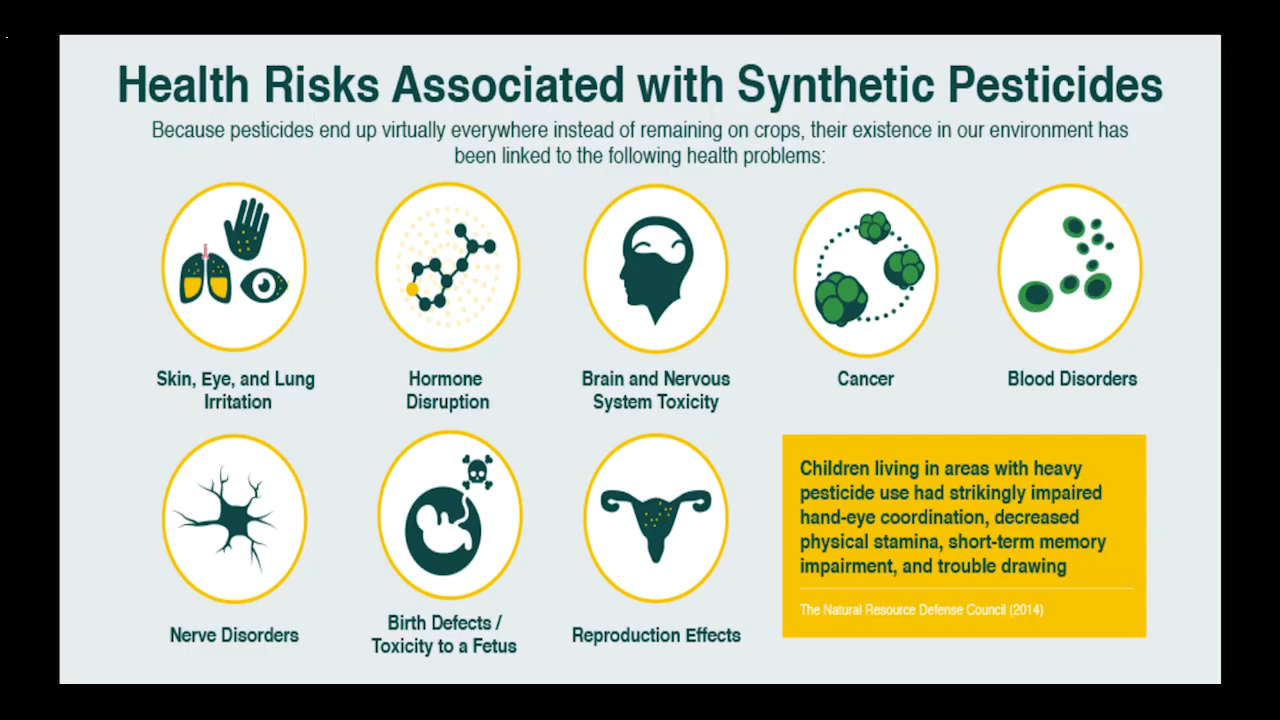 Health Risks Associated with Synthetic Pesticides
Because pesticides end up virtually everywhere instead of remaining on crops, their existence in our environment has
been linked to the following health problems:
Skin, Eye, and Lung
Irritation
Hormone
Disruption
Brain and Nervous
System Toxicity
Cancer
Blood Disorders
Nerve Disorders
Birth Defects /
Toxicity to a Fetus
Reproduction Effects
Children living in areas with heavy
pesticide use had strikingly impaired
hand-eye coordination, decreased
physical stamina, short-term memory
impairment, and trouble drawing
The Natural Resource Defense Council (2014)